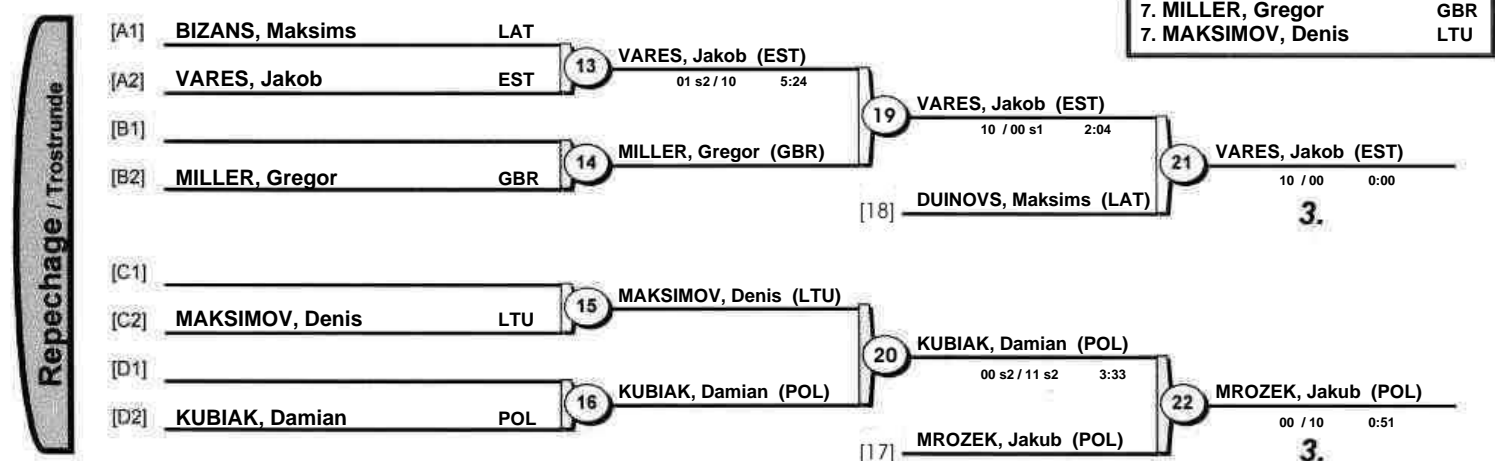 7. MILLER, Gregor GBR
7. MAKSIMOV, Denis LTU
Repechage / Trostrunde
[A1] BIZANS, Maksims LAT
13 VARES, Jakob (EST)
01 s2 / 10 5:24
[A2] VARES, Jakob EST
19 VARES, Jakob (EST)
10 / 00 s1 2:04
[B1]
14 MILLER, Gregor (GBR)
[B2] MILLER, Gregor GBR
21 VARES, Jakob (EST)
10 / 00 0:00
3.
[18] DUINOVS, Maksims (LAT)
[C1]
15 MAKSIMOV, Denis (LTU)
[C2] MAKSIMOV, Denis LTU
20 KUBIAK, Damian (POL)
00 s2 / 11 s2 3:33
[D1]
16 KUBIAK, Damian (POL)
[D2] KUBIAK, Damian POL
22 MROZEK, Jakub (POL)
00 / 10 0:51
3.
[17] MROZEK, Jakub (POL)